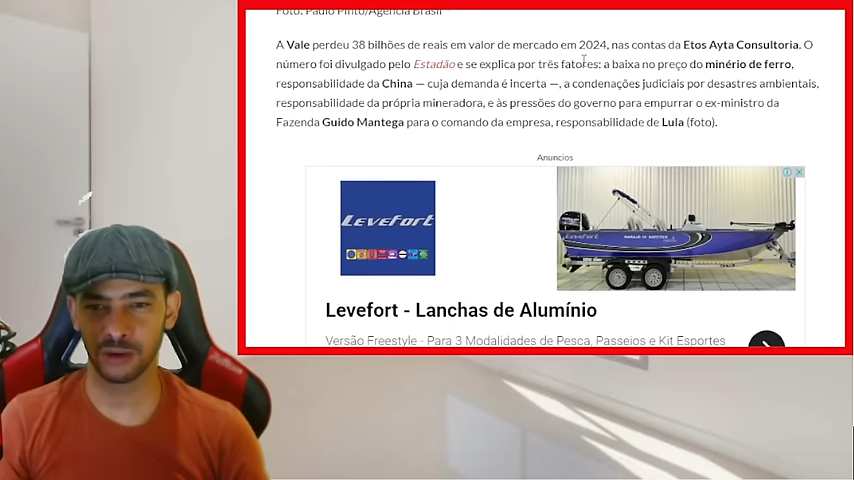 Foto: Paulo Pinto/Agência Brasil
A Vale perdeu 38 bilhões de reais em valor de mercado em 2024, nas contas da Etos Ayta Consultoria. O
número foi divulgado pelo Estadão e se explica por três fatores: a baixa no preço do minério de ferro,
responsabilidade da China — cuja demanda é incerta —, a condenações judiciais por desastres ambientais,
responsabilidade da própria mineradora, e às pressões do governo para empurrar o ex-ministro da
Fazenda Guido Mantega para o comando da empresa, responsabilidade de Lula (foto).
Anuncios
Levefort
Levefort
Levefort - Lanchas de Alumínio
Versão Freestyle - Para 3 Modalidades de Pesca, Passeios e Kit Esportes